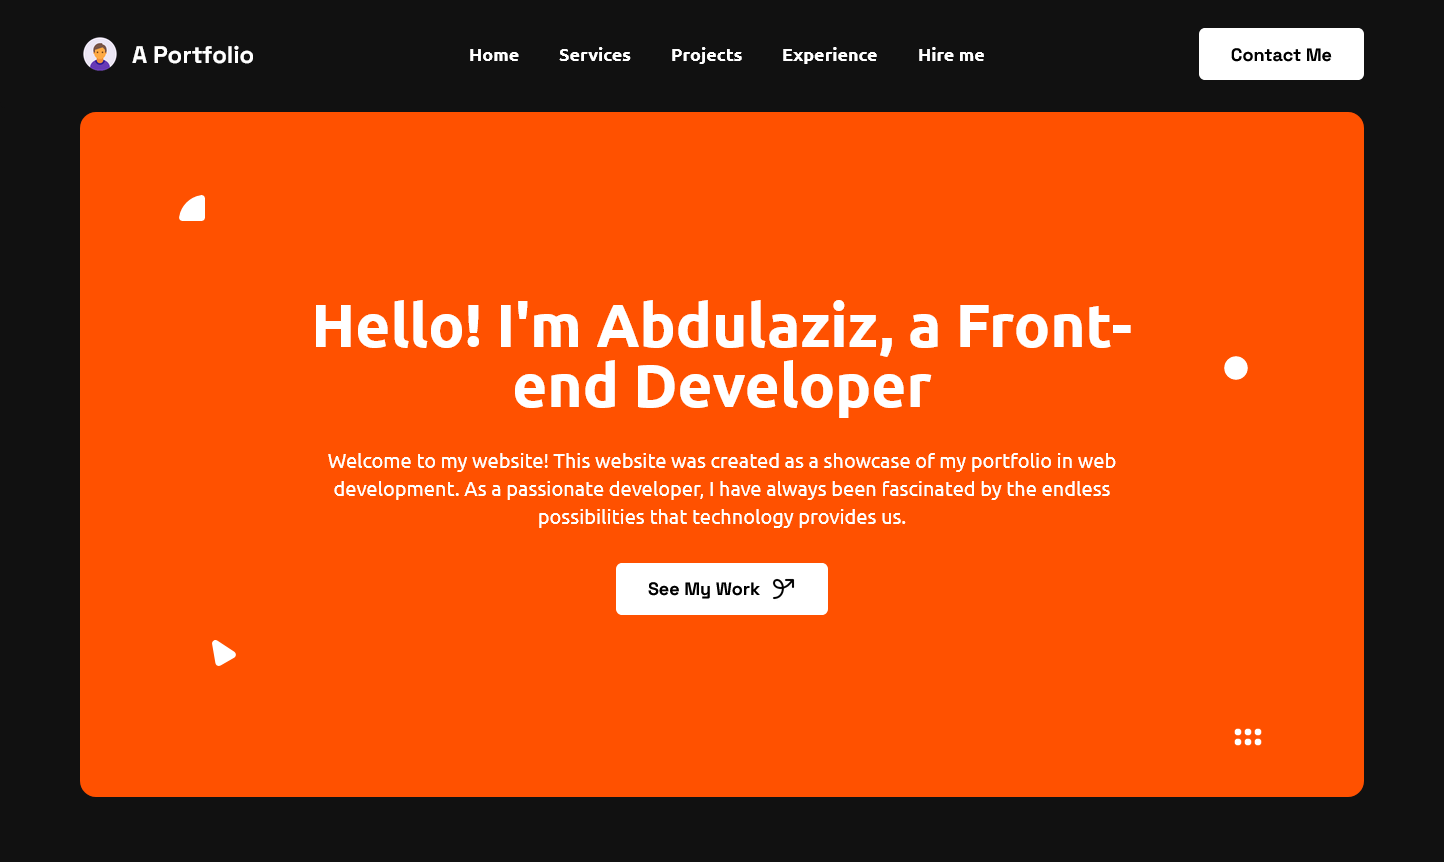 A Portfolio
Home
Services
Projects
Experience
Hire me
Contact Me
Hello! I'm Abdulaziz, a Front-
end Developer
Welcome to my website! This website was created as a showcase of my portfolio in web
development. As a passionate developer, I have always been fascinated by the endless
possibilities that technology provides us.
See My Work